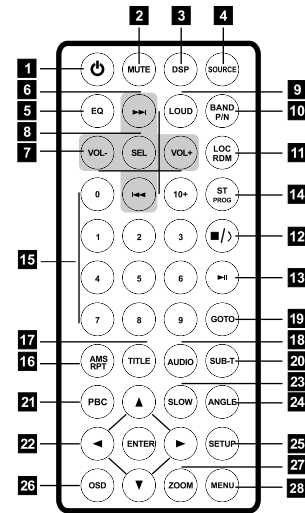 2 3 4
1 MUTE DSP SOURCE
6 9
5 EQ LOUD BAND P/N 10
8
7 VOL- SEL VOL+ LOC RDM 11
0 10+ ST PROG 14
1 2 3 12
15
4 5 6 13
7 8 9 GOTO 19
17 18
16 AMS RPT TITLE AUDIO SUB-T 20
23
21 PBC SLOW ANGLE 24
22 ENTER SETUP 25
27
26 OSD ZOOM MENU 28